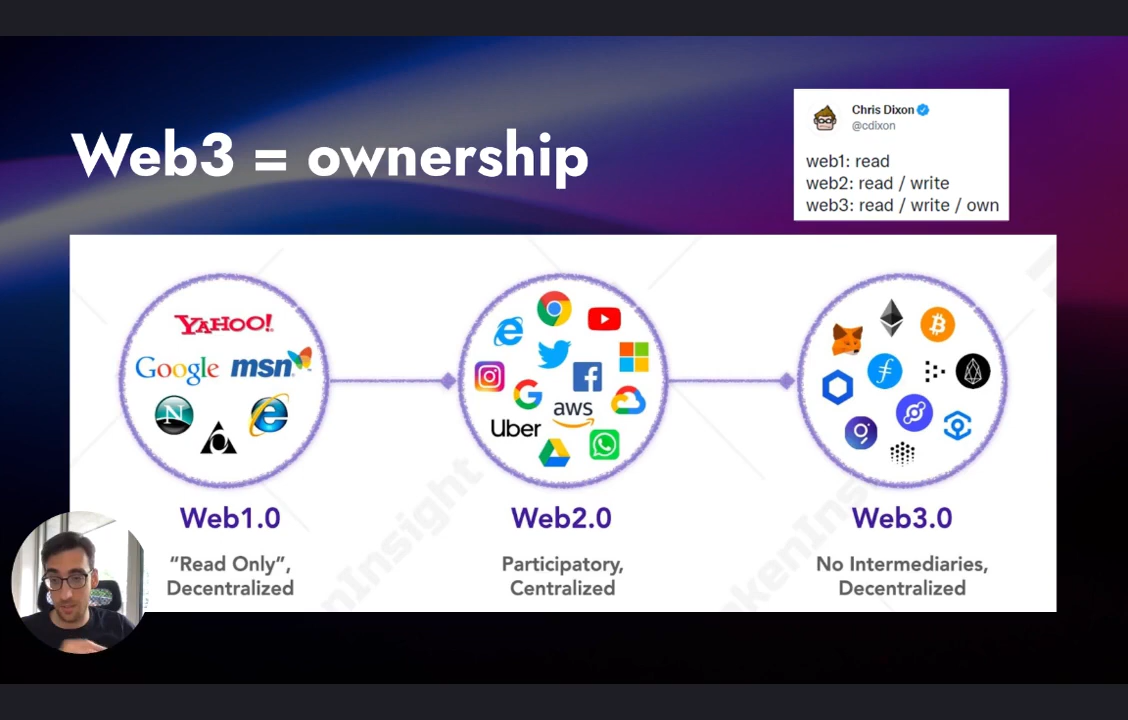 Web3 = ownership
Chris Dixon
@cdixon
web1: read
web2: read / write
web3: read / write / own
YAHOO!
Google msn
N
Uber
aws
Web1.0
Web2.0
Web3.0
“Read Only”,
Decentralized
Participatory,
Centralized
No Intermediaries,
Decentralized